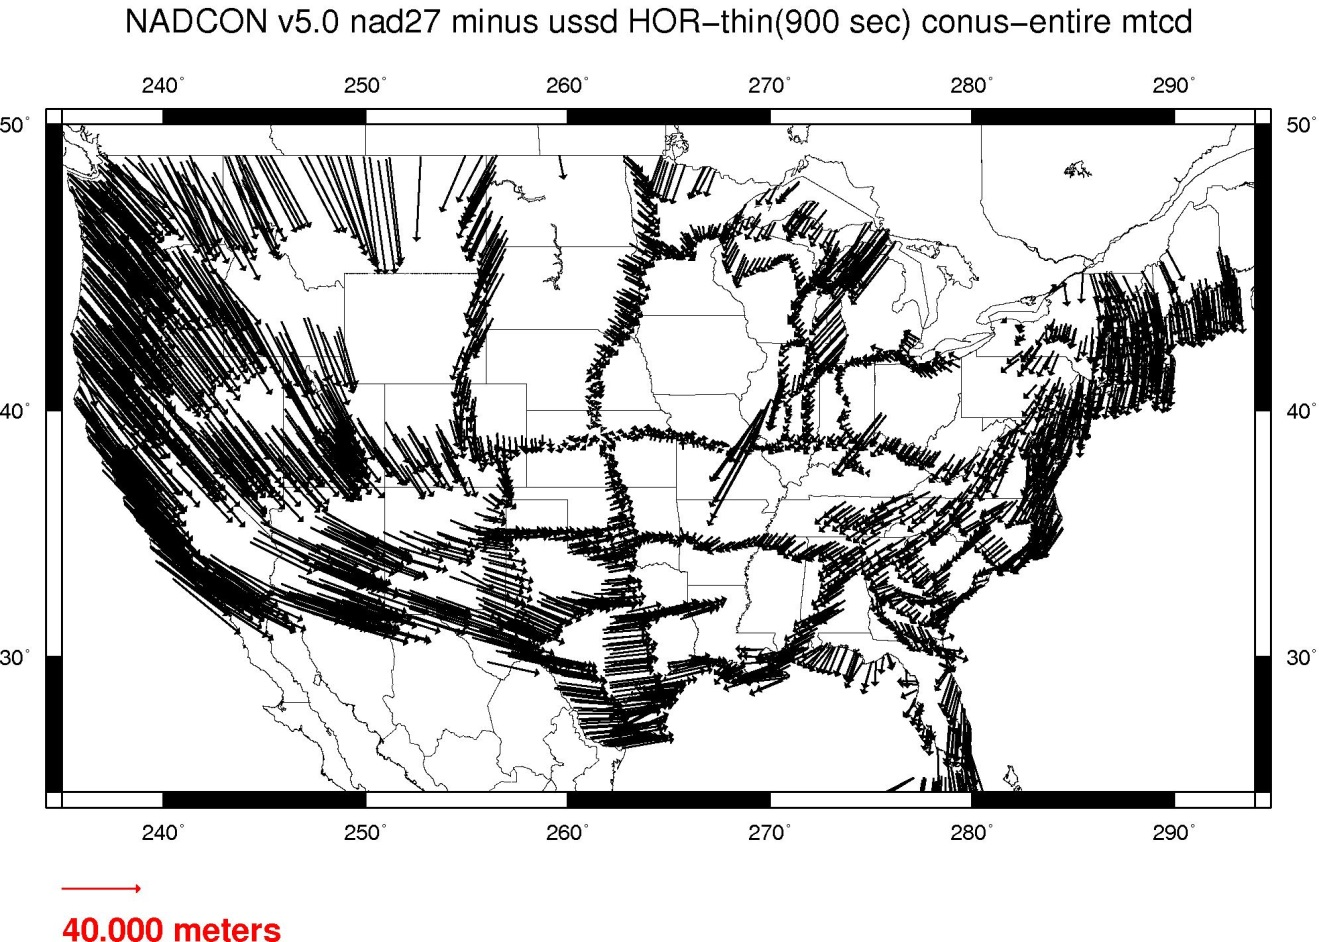 NADCON v5.0 nad27 minus ussd HOR−thin(900 sec) conus−entire mtcd
240° 250° 260° 270° 280° 290°
50° 50°
40° 40°
30° 30°
240° 250° 260° 270° 280° 290°
40.000 meters